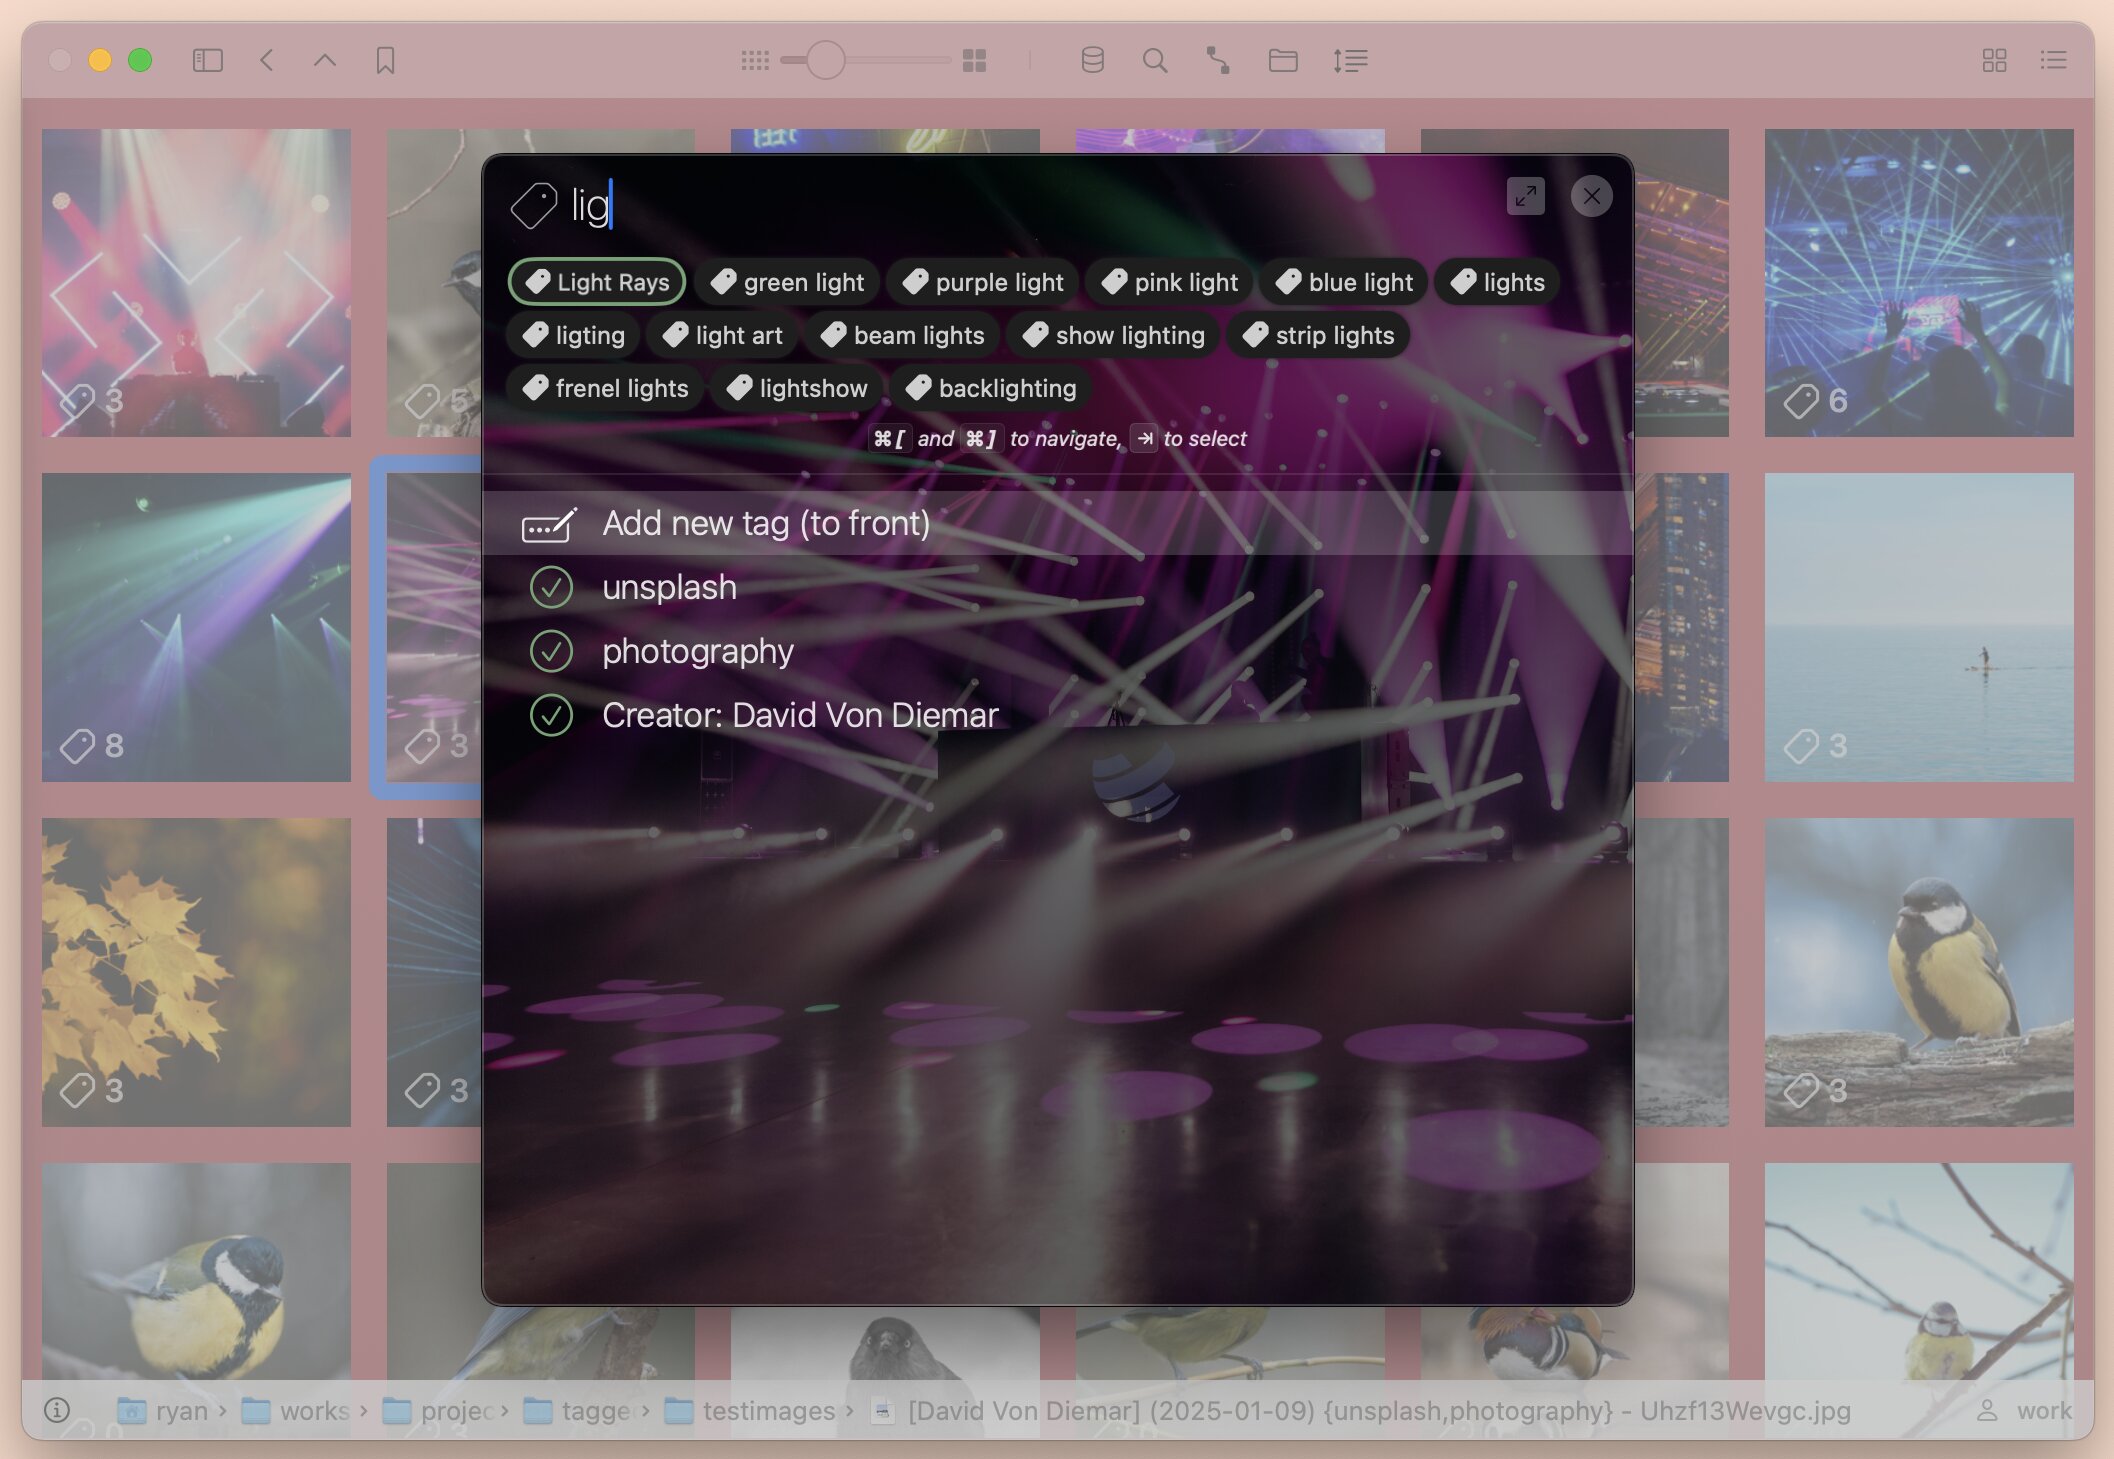 lig
Light Rays green light purple light pink light blue light lights
ligting light art beam lights show lighting strip lights
frenel lights lightshow backlighting
⌘[ and ⌘] to navigate, ⇥ to select
Add new tag (to front)
unsplash
photography
Creator: David Von Diemar
3
5
6
8
3
3
3
3
3
ryan › works › projec › tagge › testimages › [David Von Diemar] (2025-01-09) {unsplash,photography} - Uhzf13Wevgc.jpg work